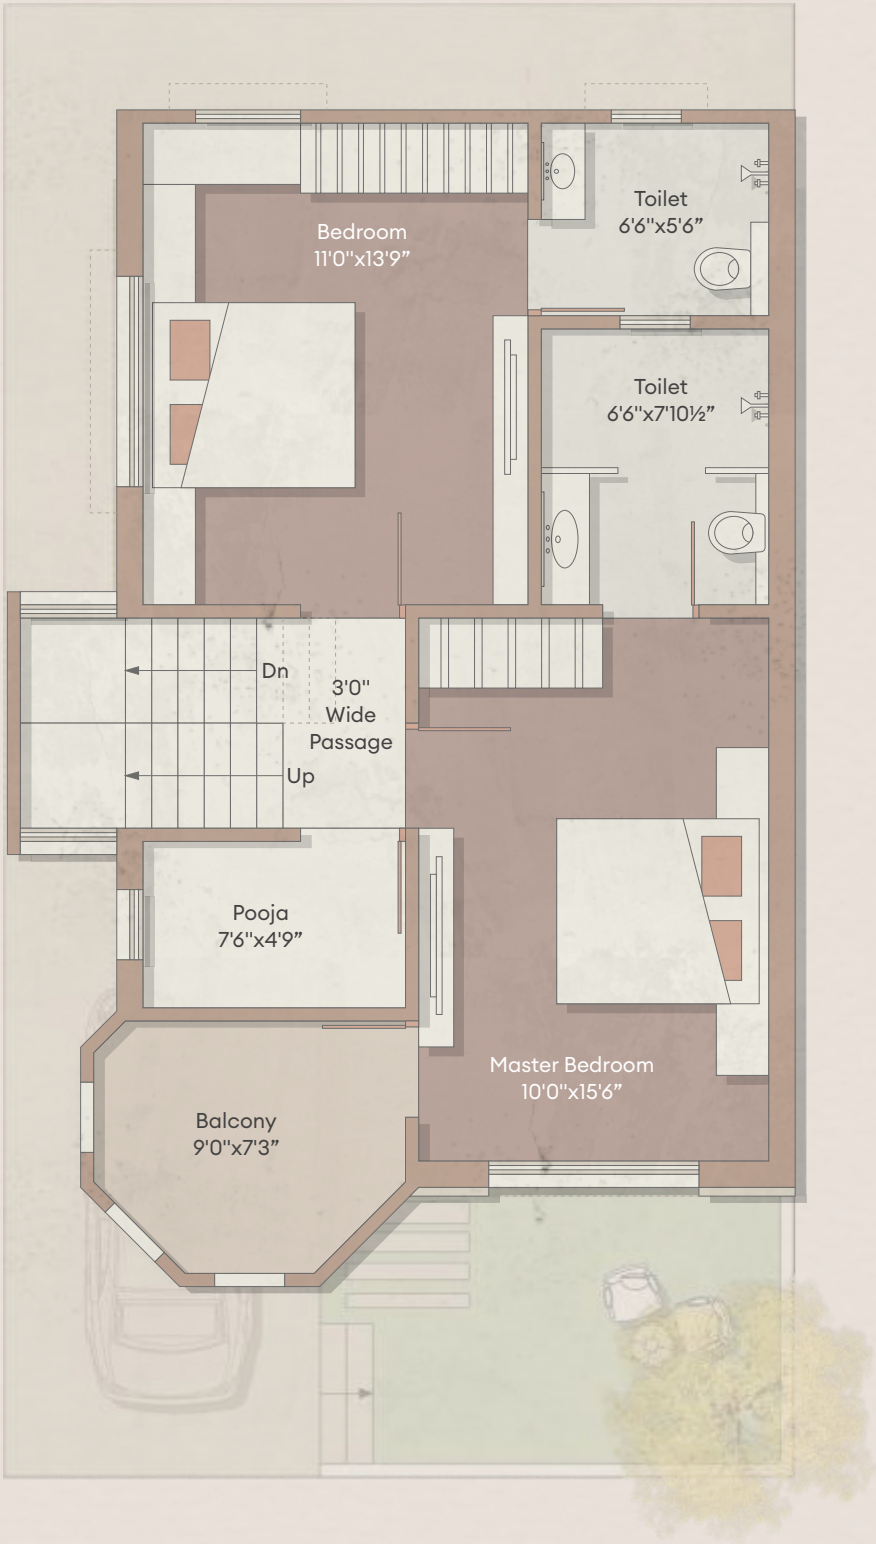 Toilet
6'6"x5'6”
Bedroom
11'0"x13'9”
Toilet
6'6"x7'10½”
Dn
3'0"
Wide
Passage
Up
Pooja
7'6"x4'9”
Master Bedroom
10'0"x15'6”
Balcony
9'0"x7'3”